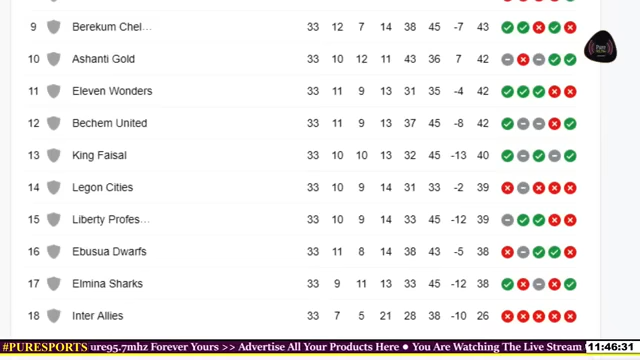 9 Berekum Chel... 33 12 7 14 38 45 -7 43
10 Ashanti Gold 33 10 12 11 43 36 7 42
11 Eleven Wonders 33 11 9 13 31 35 -4 42
12 Bechem United 33 11 9 13 37 45 -8 42
13 King Faisal 33 10 10 13 32 45 -13 40
14 Legon Cities 33 10 9 14 31 33 -2 39
15 Liberty Profes... 33 10 9 14 33 45 -12 39
16 Ebusua Dwarfs 33 11 8 14 38 43 -5 38
17 Elmina Sharks 33 9 11 13 33 45 -12 38
18 Inter Allies 33 7 5 21 28 38 -10 26
#PURESPORTS ure95.7mhz Forever Yours >> Advertise All Your Products Here ● You Are Watching The Live Stream 11:46:31